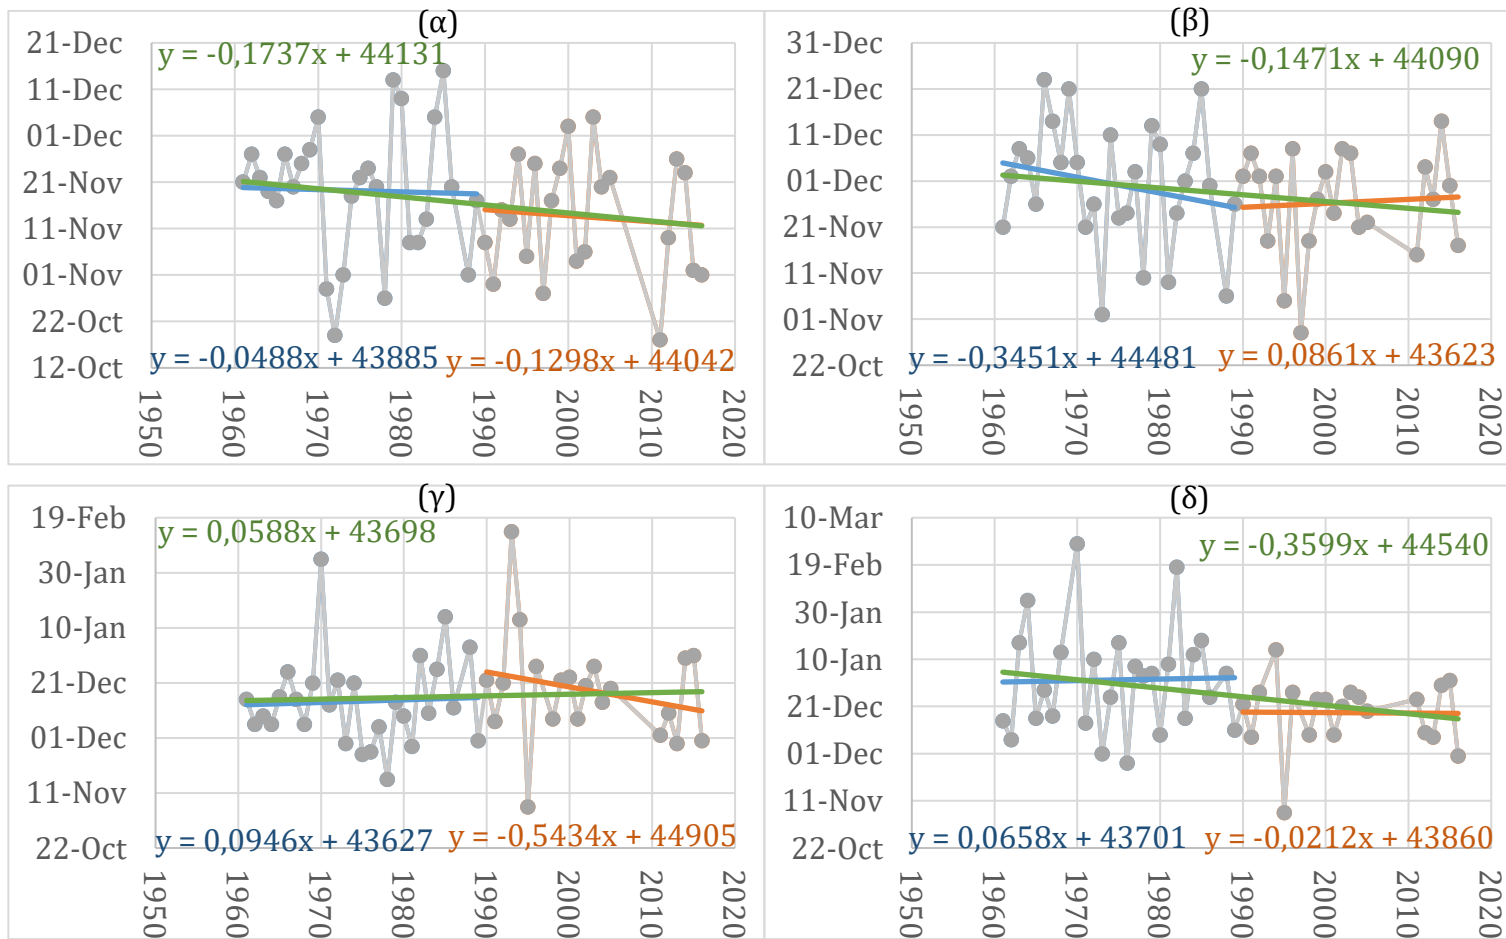 (α)
21-Dec
11-Dec
01-Dec
21-Nov
11-Nov
01-Nov
22-Oct
12-Oct
y = -0,1737x + 44131
y = -0,0488x + 43885
y = -0,1298x + 44042
1950
1960
1970
1980
1990
2000
2010
2020
(β)
31-Dec
21-Dec
11-Dec
01-Dec
21-Nov
11-Nov
01-Nov
22-Oct
y = -0,1471x + 44090
y = -0,3451x + 44481
y = 0,0861x + 43623
1950
1960
1970
1980
1990
2000
2010
2020
(γ)
19-Feb
30-Jan
10-Jan
21-Dec
01-Dec
11-Nov
22-Oct
y = 0,0588x + 43698
y = 0,0946x + 43627
y = -0,5434x + 44905
1950
1960
1970
1980
1990
2000
2010
2020
(δ)
10-Mar
19-Feb
30-Jan
10-Jan
21-Dec
01-Dec
11-Nov
22-Oct
y = -0,3599x + 44540
y = 0,0658x + 43701
y = -0,0212x + 43860
1950
1960
1970
1980
1990
2000
2010
2020